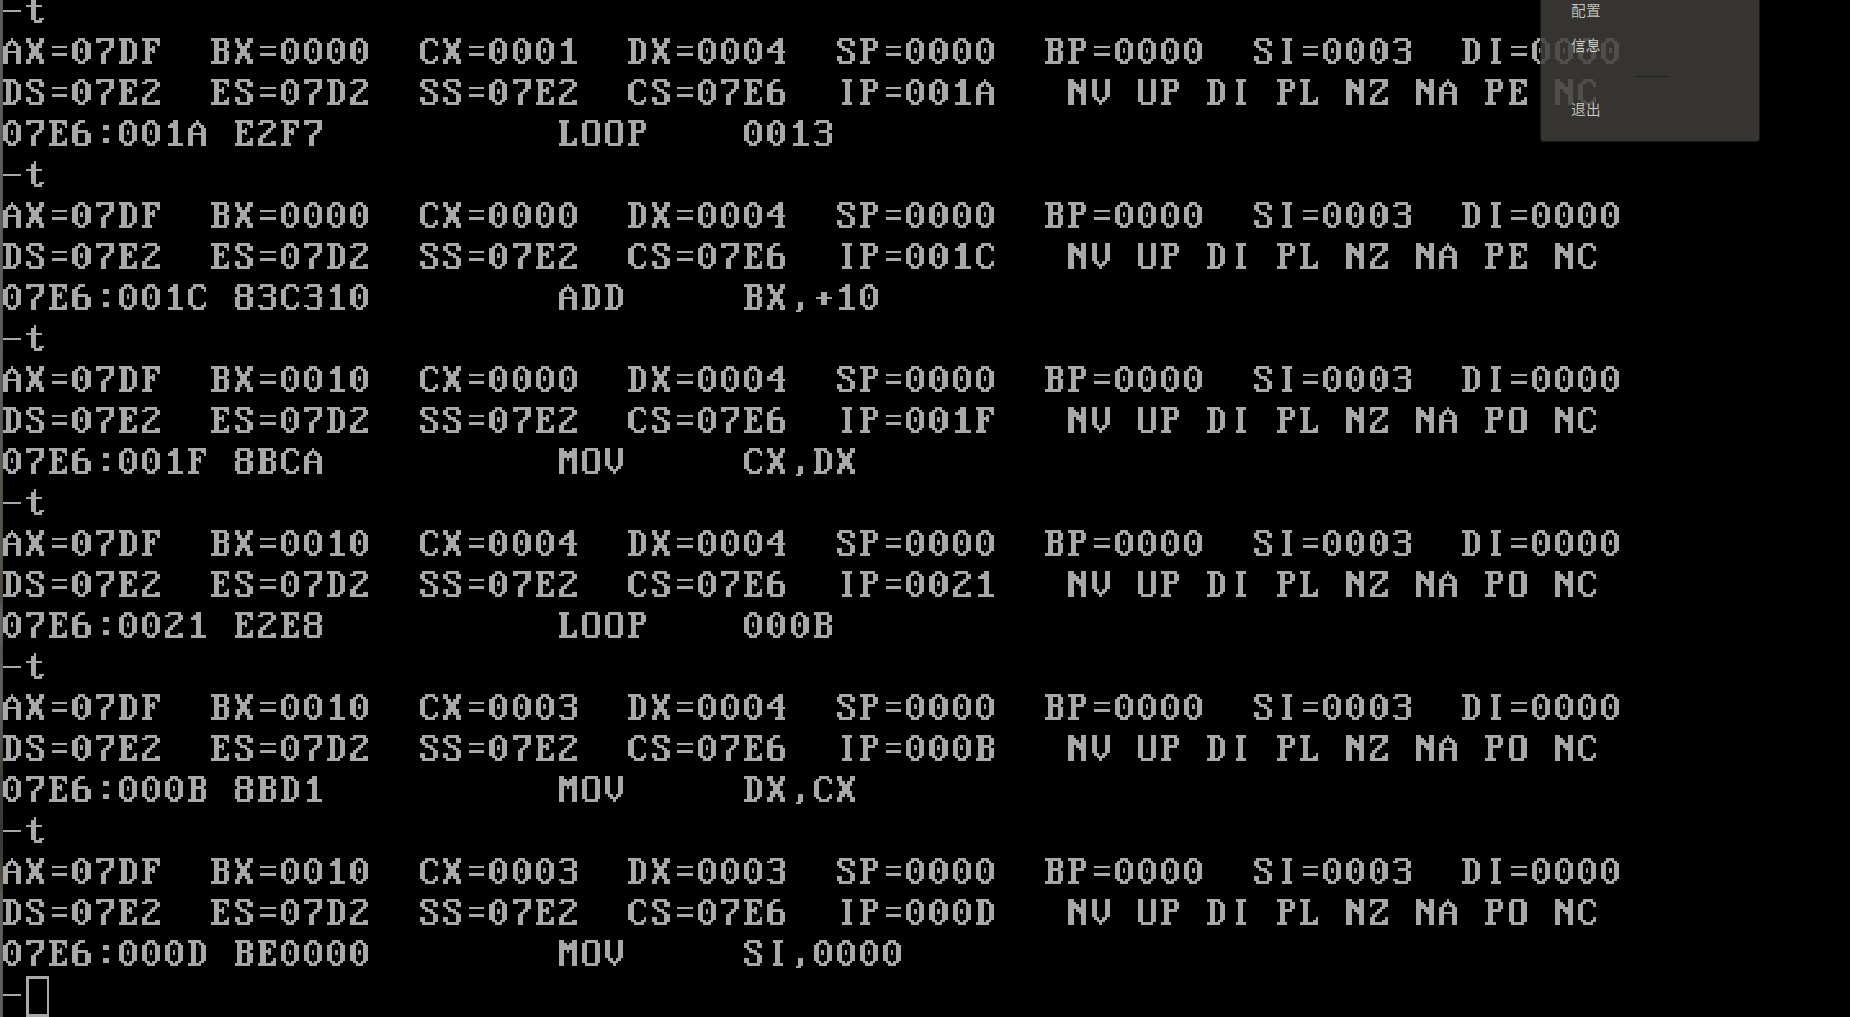 -t
AX=07DF  BX=0000  CX=0001  DX=0004  SP=0000  BP=0000  SI=0003  DI=0000
DS=07E2  ES=07D2  SS=07E2  CS=07E6  IP=001A   NV UP DI PL NZ NA PE NC
07E6:001A E2F7          LOOP    0013
-t
AX=07DF  BX=0000  CX=0000  DX=0004  SP=0000  BP=0000  SI=0003  DI=0000
DS=07E2  ES=07D2  SS=07E2  CS=07E6  IP=001C   NV UP DI PL NZ NA PE NC
07E6:001C 83C310        ADD     BX,+10
-t
AX=07DF  BX=0010  CX=0000  DX=0004  SP=0000  BP=0000  SI=0003  DI=0000
DS=07E2  ES=07D2  SS=07E2  CS=07E6  IP=001F   NV UP DI PL NZ NA PO NC
07E6:001F 8BCA          MOV     CX,DX
-t
AX=07DF  BX=0010  CX=0004  DX=0004  SP=0000  BP=0000  SI=0003  DI=0000
DS=07E2  ES=07D2  SS=07E2  CS=07E6  IP=0021   NV UP DI PL NZ NA PO NC
07E6:0021 E2E8          LOOP    000B
-t
AX=07DF  BX=0010  CX=0003  DX=0004  SP=0000  BP=0000  SI=0003  DI=0000
DS=07E2  ES=07D2  SS=07E2  CS=07E6  IP=000B   NV UP DI PL NZ NA PO NC
07E6:000B 8BD1          MOV     DX,CX
-t
AX=07DF  BX=0010  CX=0003  DX=0003  SP=0000  BP=0000  SI=0003  DI=0000
DS=07E2  ES=07D2  SS=07E2  CS=07E6  IP=000D   NV UP DI PL NZ NA PO NC
07E6:000D BE0000        MOV     SI,0000
-
配置
信息
退出